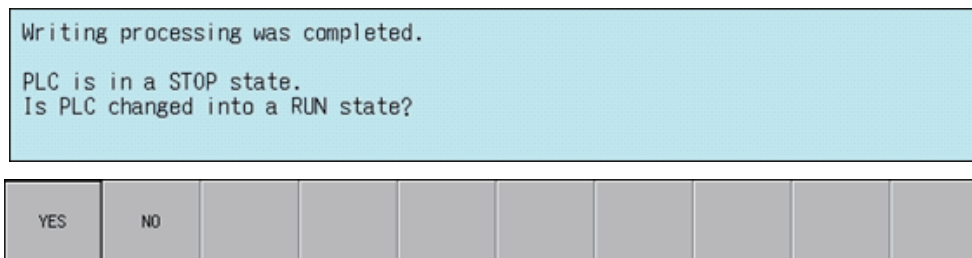 Writing processing was completed.
PLC is in a STOP state.
Is PLC changed into a RUN state?
YES NO